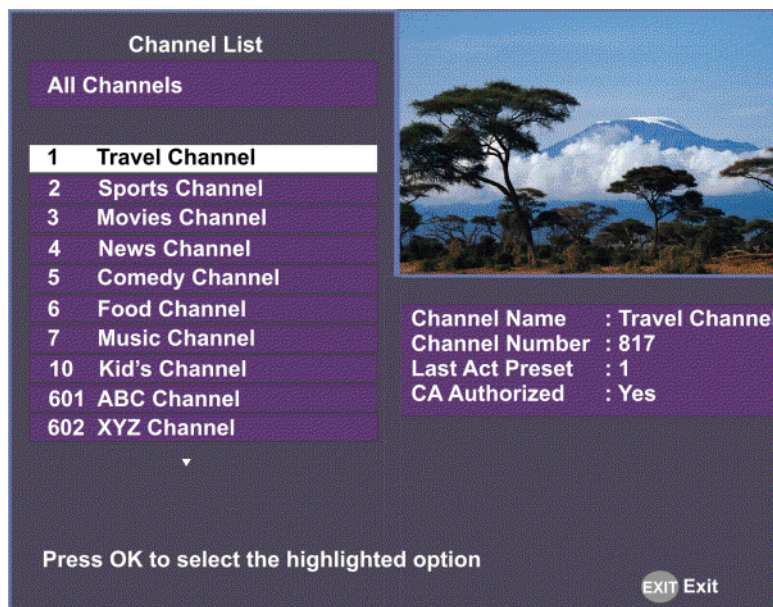 Channel List
All Channels
1 Travel Channel
2 Sports Channel
3 Movies Channel
4 News Channel
5 Comedy Channel
6 Food Channel
7 Music Channel
10 Kid's Channel
601 ABC Channel
602 XYZ Channel
Channel Name : Travel Channel
Channel Number : 817
Last Act Preset : 1
CA Authorized : Yes
Press OK to select the highlighted option
EXIT Exit